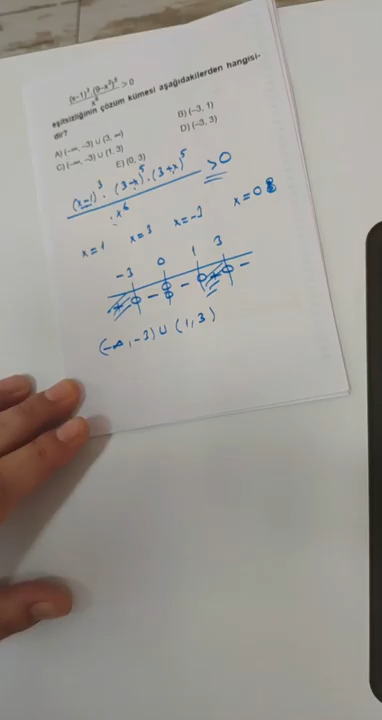 (x-1)³.(9-x²)⁵
x⁶ >0
eşitsizliğinin çözüm kümesi aşağıdakilerden hangisi-
dir?
A) (-∞, -3) ∪ (3, ∞) B) (-3, 1)
C) (-∞, -3) ∪ (1, 3) D) (-3, 3)
E) (0, 3)
(x-1)³ . (3-x)⁵ . (3+x)⁵ >0
x⁶
x=1 x=3 x=-3 x=0
-3 0 1 3
+ - - + -
(-∞, -3) ∪ (1, 3)